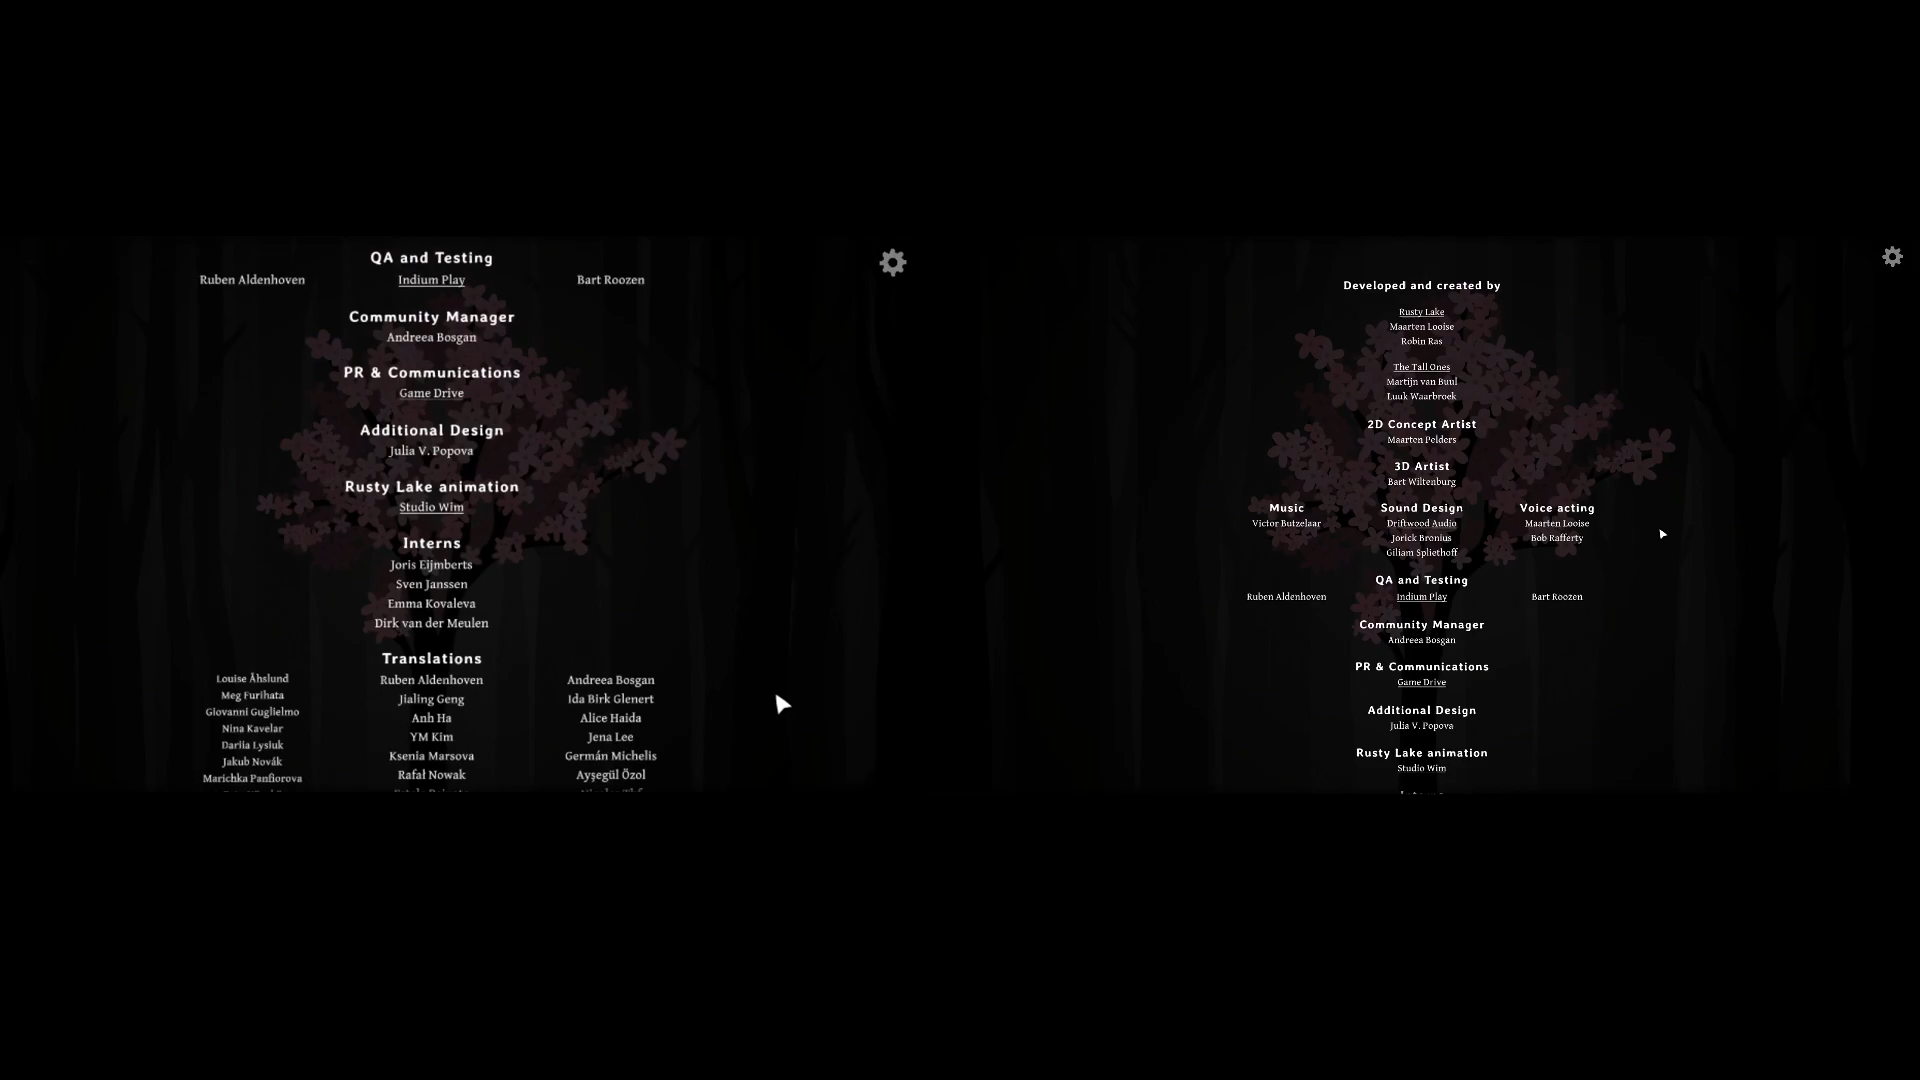 QA and Testing
Ruben Aldenhoven Indium Play Bart Roozen
Community Manager
Andreea Bosgan
PR & Communications
Game Drive
Additional Design
Julia V. Popova
Rusty Lake animation
Studio Wim
Interns
Joris Eijmberts
Sven Janssen
Emma Kovaleva
Dirk van der Meulen
Translations
Louise Åhslund
Meg Furihata
Giovanni Guglielmo
Nina Kavelar
Dariia Lysiuk
Jakub Novák
Marichka Panfiorova
Ruben Aldenhoven
Jialing Geng
Anh Ha
YM Kim
Ksenia Marsova
Rafał Nowak
Andreea Bosgan
Ida Birk Glenert
Alice Haida
Jena Lee
Germán Michelis
Ayşegül Özol
Developed and created by
Rusty Lake
Maarten Looise
Robin Ras
The Tall Ones
Martijn van Buul
Luuk Waarbroek
2D Concept Artist
Maarten Pelders
3D Artist
Bart Wiltenburg
Music
Victor Butzelaar
Sound Design
Driftwood Audio
Jorick Bronius
Giliam Spliethoff
Voice acting
Maarten Looise
Bob Rafferty
QA and Testing
Ruben Aldenhoven Indium Play Bart Roozen
Community Manager
Andreea Bosgan
PR & Communications
Game Drive
Additional Design
Julia V. Popova
Rusty Lake animation
Studio Wim